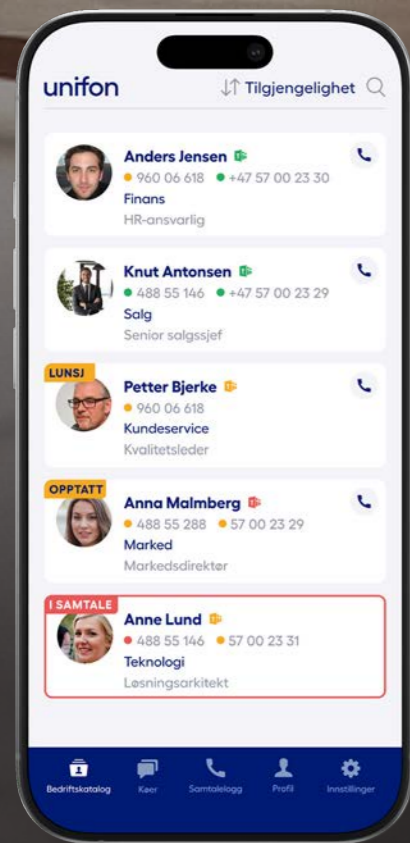 unifon
Tilgjengelighet
Anders Jensen
960 06 618 +47 57 00 23 30
Finans
HR-ansvarlig
Knut Antonsen
488 55 146 +47 57 00 23 29
Salg
Senior salgssjef
LUNSJ
Petter Bjerke
960 06 618
Kundeservice
Kvalitetsleder
OPPTATT
Anna Malmberg
488 55 288 57 00 23 29
Marked
Markedsdirektør
I SAMTALE
Anne Lund
488 55 146 57 00 23 31
Teknologi
Løsningsarkitekt
Bedriftskatalog Køer Samtalelogg Profil Innstillinger